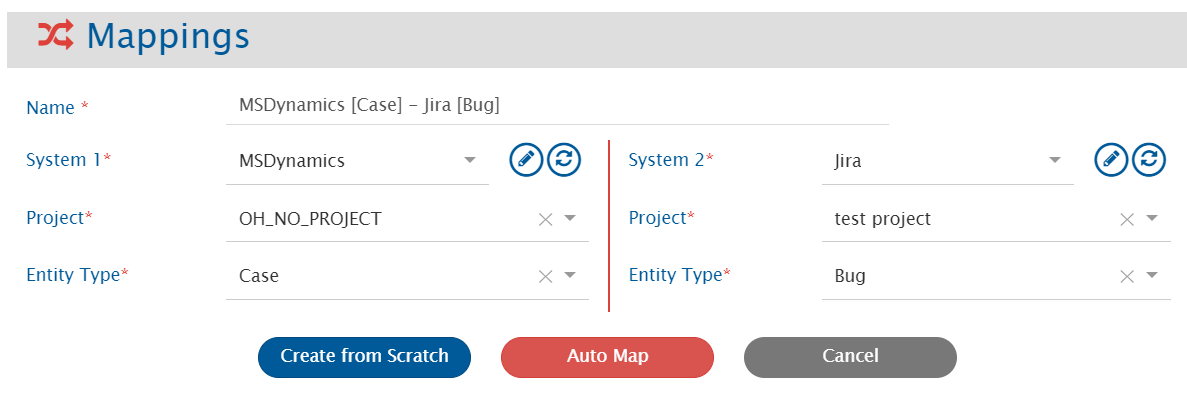 Mappings
Name *
MSDynamics [Case] – Jira [Bug]
System 1*
MSDynamics
System 2*
Jira
Project*
OH_NO_PROJECT
Project*
test project
Entity Type*
Case
Entity Type*
Bug
Create from Scratch
Auto Map
Cancel